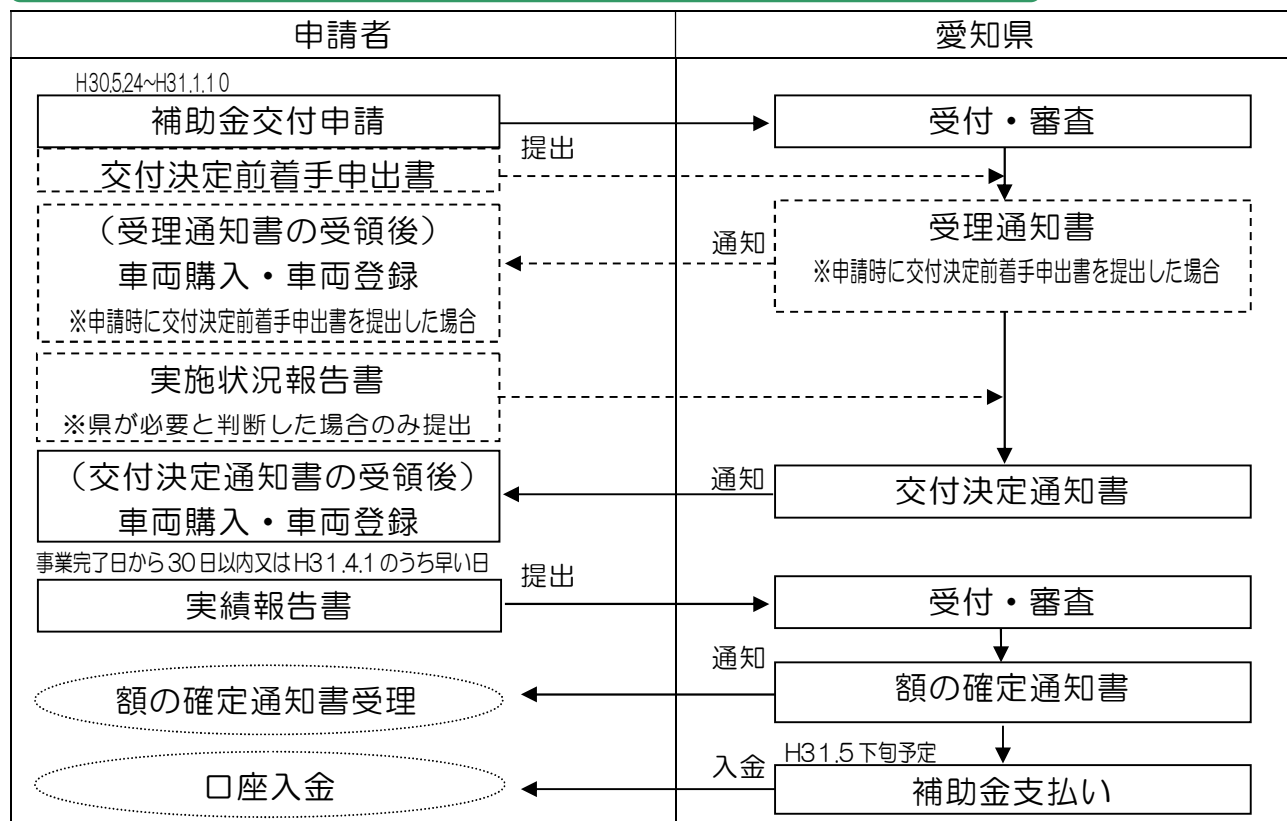 申請者
愛知県
H30.5.24~H31.1.10
補助金交付申請
提出
受付・審査
交付決定前着手申出書
(受理通知書の受領後)
車両購入・車両登録
※申請時に交付決定前着手申出書を提出した場合
通知
受理通知書
※申請時に交付決定前着手申出書を提出した場合
実施状況報告書
※県が必要と判断した場合のみ提出
(交付決定通知書の受領後)
車両購入・車両登録
通知
交付決定通知書
事業完了日から30日以内又はH31.4.1のうち早い日
実績報告書
提出
受付・審査
通知
額の確定通知書
額の確定通知書受理
H31.5下旬予定
入金
補助金支払い
口座入金